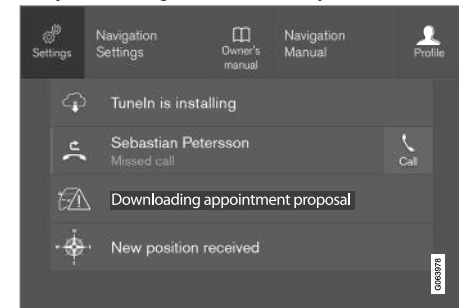 Settings
Navigation
Settings
Owner's
manual
Navigation
Manual
Profile
TuneIn is installing
Sebastian Petersson
Missed call
Call
Downloading appointment proposal
New position received
G063978